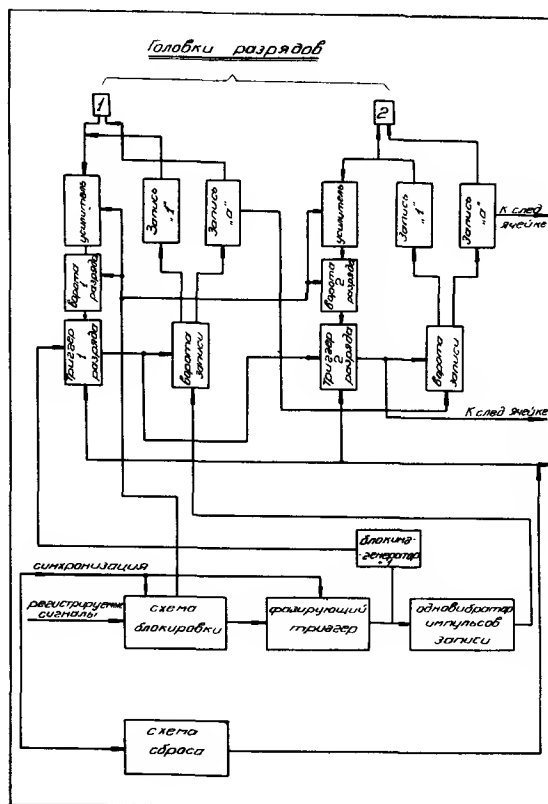 Головки разрядов
1
2
усилитель
Запись „1"
Запись „0"
усилитель
Запись „1"
Запись „0"
К след
ячейке
ворота
1
разряда
ворота 2
разряда
Триггер
1
разряда
ворота
записи
Триггер
2
разряда
ворота
записи
К след ячейке
блокинг-
генератор
синхронизация
регистрируемые
сигналы
схема
блокировки
фазирующий
триггер
одновибратор
импульсов
записи
схема
сброса